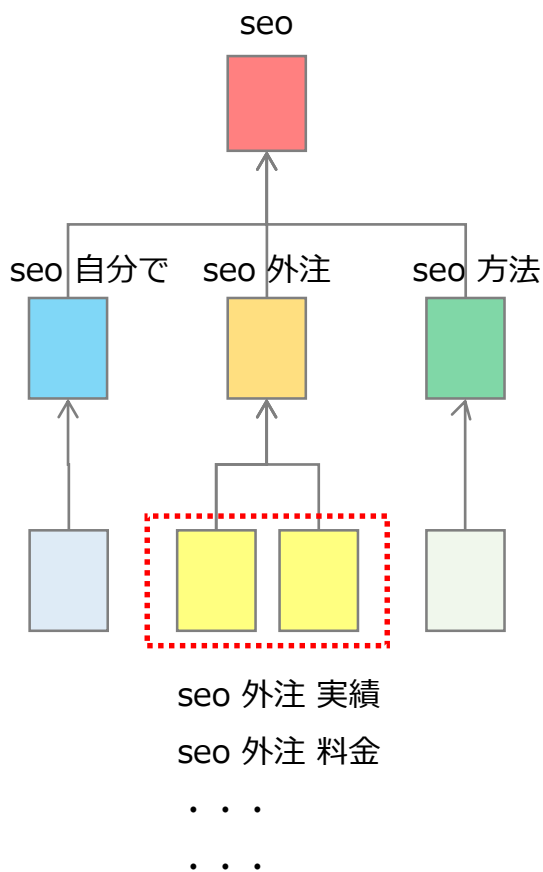 seo
seo 自分で
seo 外注
seo 方法
seo 外注 実績
seo 外注 料金
・・・
・・・